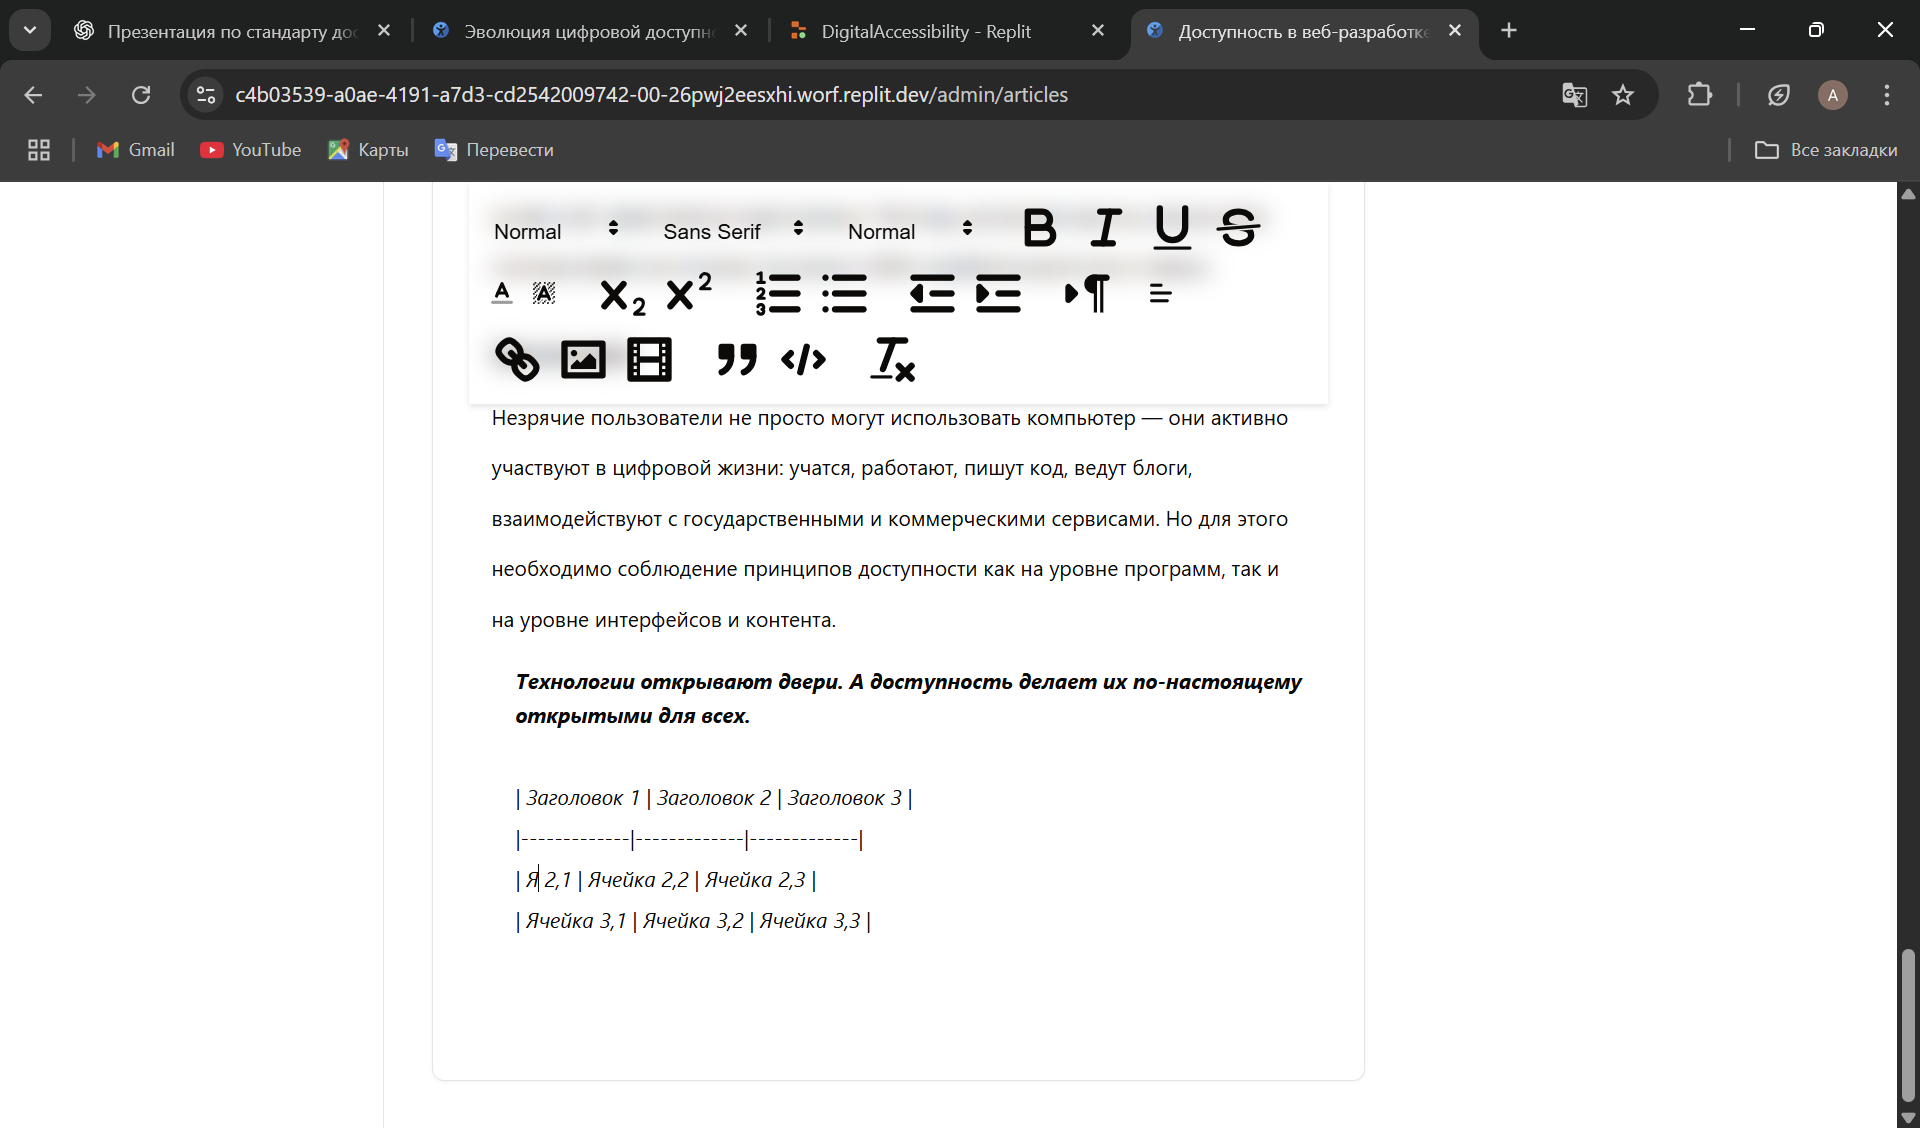 Презентация по стандарту дос
Эволюция цифровой доступн
DigitalAccessibility - Replit
Доступность в веб-разработке
c4b03539-a0ae-4191-a7d3-cd2542009742-00-26pwj2eesxhi.worf.replit.dev/admin/articles
A
Gmail
YouTube
Карты
Перевести
Все закладки
Normal
Sans Serif
Normal
Незрячие пользователи не просто могут использовать компьютер — они активно
участвуют в цифровой жизни: учатся, работают, пишут код, ведут блоги,
взаимодействуют с государственными и коммерческими сервисами. Но для этого
необходимо соблюдение принципов доступности как на уровне программ, так и
на уровне интерфейсов и контента.
Технологии открывают двери. А доступность делает их по-настоящему
открытыми для всех.
| Заголовок 1 | Заголовок 2 | Заголовок 3 |
|-------------|-------------|-------------|
| Я 2,1 | Ячейка 2,2 | Ячейка 2,3 |
| Ячейка 3,1 | Ячейка 3,2 | Ячейка 3,3 |